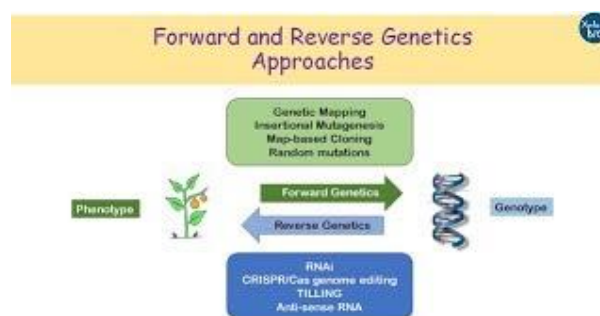 Forward and Reverse Genetics
Approaches
Genetic Mapping
Insertional Mutagenesis
Map-based Cloning
Random mutations
Forward Genetics
Phenotype
Genotype
Reverse Genetics
RNAi
CRISPR/Cas genome editing
TILLING
Anti-sense RNA